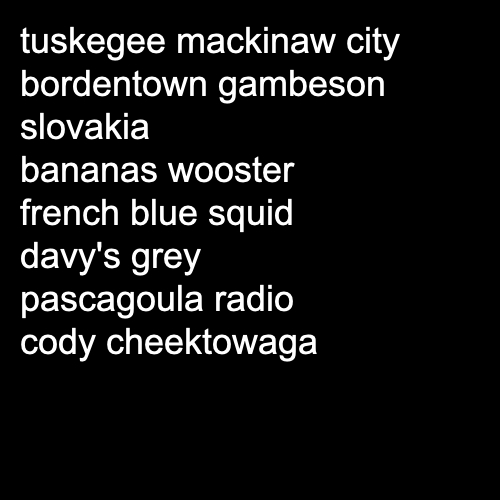 tuskegee mackinaw city
bordentown gambeson
slovakia
bananas wooster
french blue squid
davy's grey
pascagoula radio
cody cheektowaga